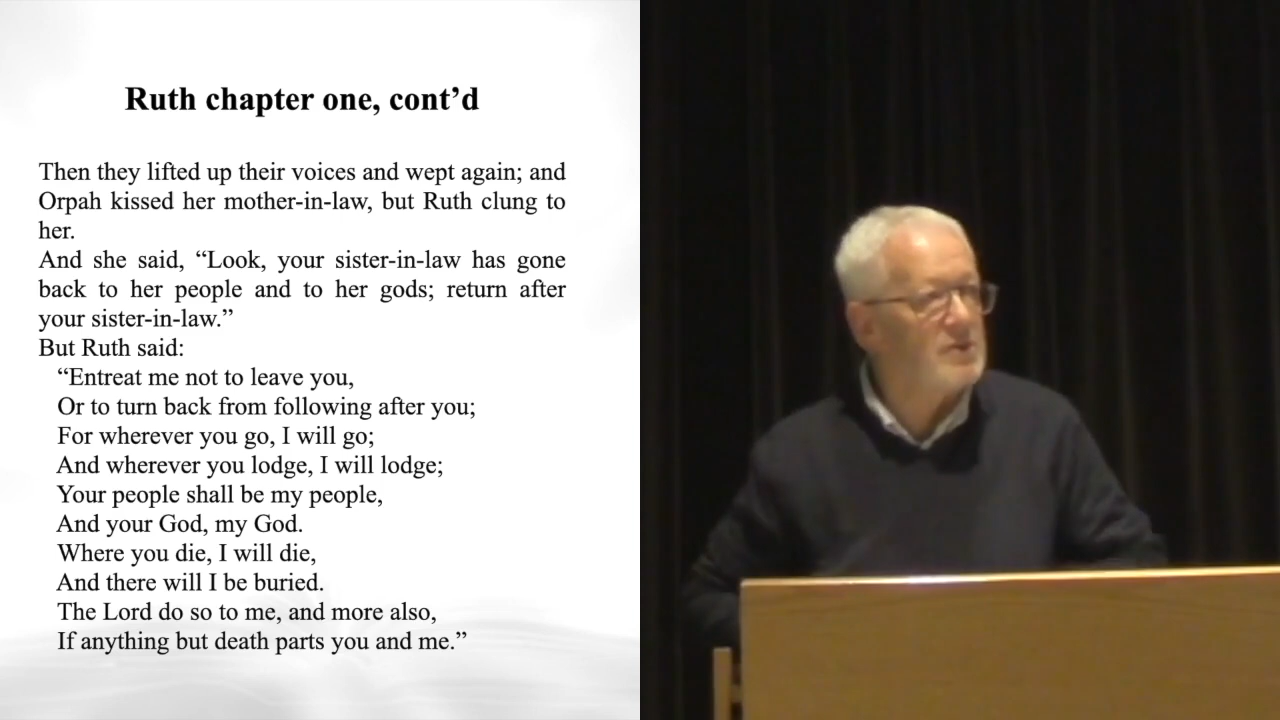 Ruth chapter one, cont’d
Then they lifted up their voices and wept again; and
Orpah kissed her mother-in-law, but Ruth clung to
her.
And she said, “Look, your sister-in-law has gone
back to her people and to her gods; return after
your sister-in-law.”
But Ruth said:
“Entreat me not to leave you,
Or to turn back from following after you;
For wherever you go, I will go;
And wherever you lodge, I will lodge;
Your people shall be my people,
And your God, my God.
Where you die, I will die,
And there will I be buried.
The Lord do so to me, and more also,
If anything but death parts you and me.”